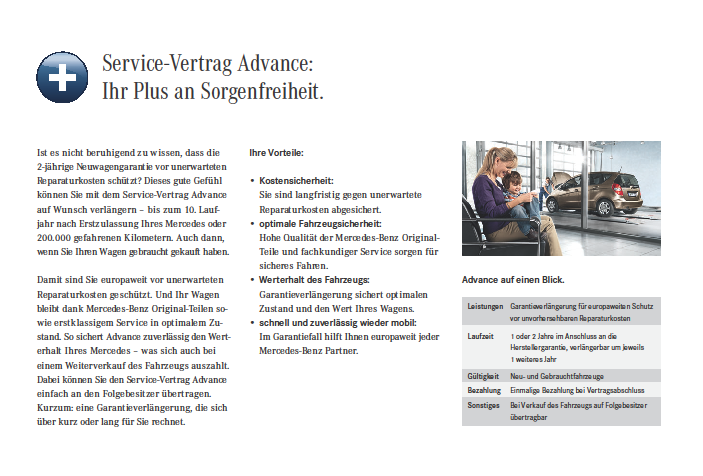 Service-Vertrag Advance:
Ihr Plus an Sorgenfreiheit.
Ist es nicht beruhigend zu wissen, dass die
2-jährige Neuwagengarantie vor unerwarteten
Reparaturkosten schützt? Dieses gute Gefühl
können Sie mit dem Service-Vertrag Advance
auf Wunsch verlängern – bis zum 10. Lauf-
jahr nach Erstzulassung Ihres Mercedes oder
200.000 gefahrenen Kilometern. Auch dann,
wenn Sie Ihren Wagen gebraucht gekauft haben.
Damit sind Sie europaweit vor unerwarteten
Reparaturkosten geschützt. Und Ihr Wagen
bleibt dank Mercedes-Benz Original-Teilen so-
wie erstklassigem Service in optimalem Zu-
stand. So sichert Advance zuverlässig den Wert-
erhalt Ihres Mercedes – was sich auch bei
einem Weiterverkauf des Fahrzeugs auszahlt.
Dabei können Sie den Service-Vertrag Advance
einfach an den Folgebesitzer übertragen.
Kurzum: eine Garantieverlängerung, die sich
über kurz oder lang für Sie rechnet.
Ihre Vorteile:
• Kostensicherheit:
Sie sind langfristig gegen unerwartete
Reparaturkosten abgesichert.
• optimale Fahrzeugsicherheit:
Hohe Qualität der Mercedes-Benz Original-
Teile und fachkundiger Service sorgen für
sicheres Fahren.
• Werterhalt des Fahrzeugs:
Garantieverlängerung sichert optimalen
Zustand und den Wert Ihres Wagens.
• schnell und zuverlässig wieder mobil:
Im Garantiefall hilft Ihnen europaweit jeder
Mercedes-Benz Partner.
Advance auf einen Blick.
Leistungen Garantieverlängerung für europaweiten Schutz
vor unvorhersehbaren Reparaturkosten
Laufzeit 1 oder 2 Jahre im Anschluss an die
Herstellergarantie, verlängerbar um jeweils
1 weiteres Jahr
Gültigkeit Neu- und Gebrauchtfahrzeuge
Bezahlung Einmalige Bezahlung bei Vertragsabschluss
Sonstiges Bei Verkauf des Fahrzeugs auf Folgebesitzer
übertragbar